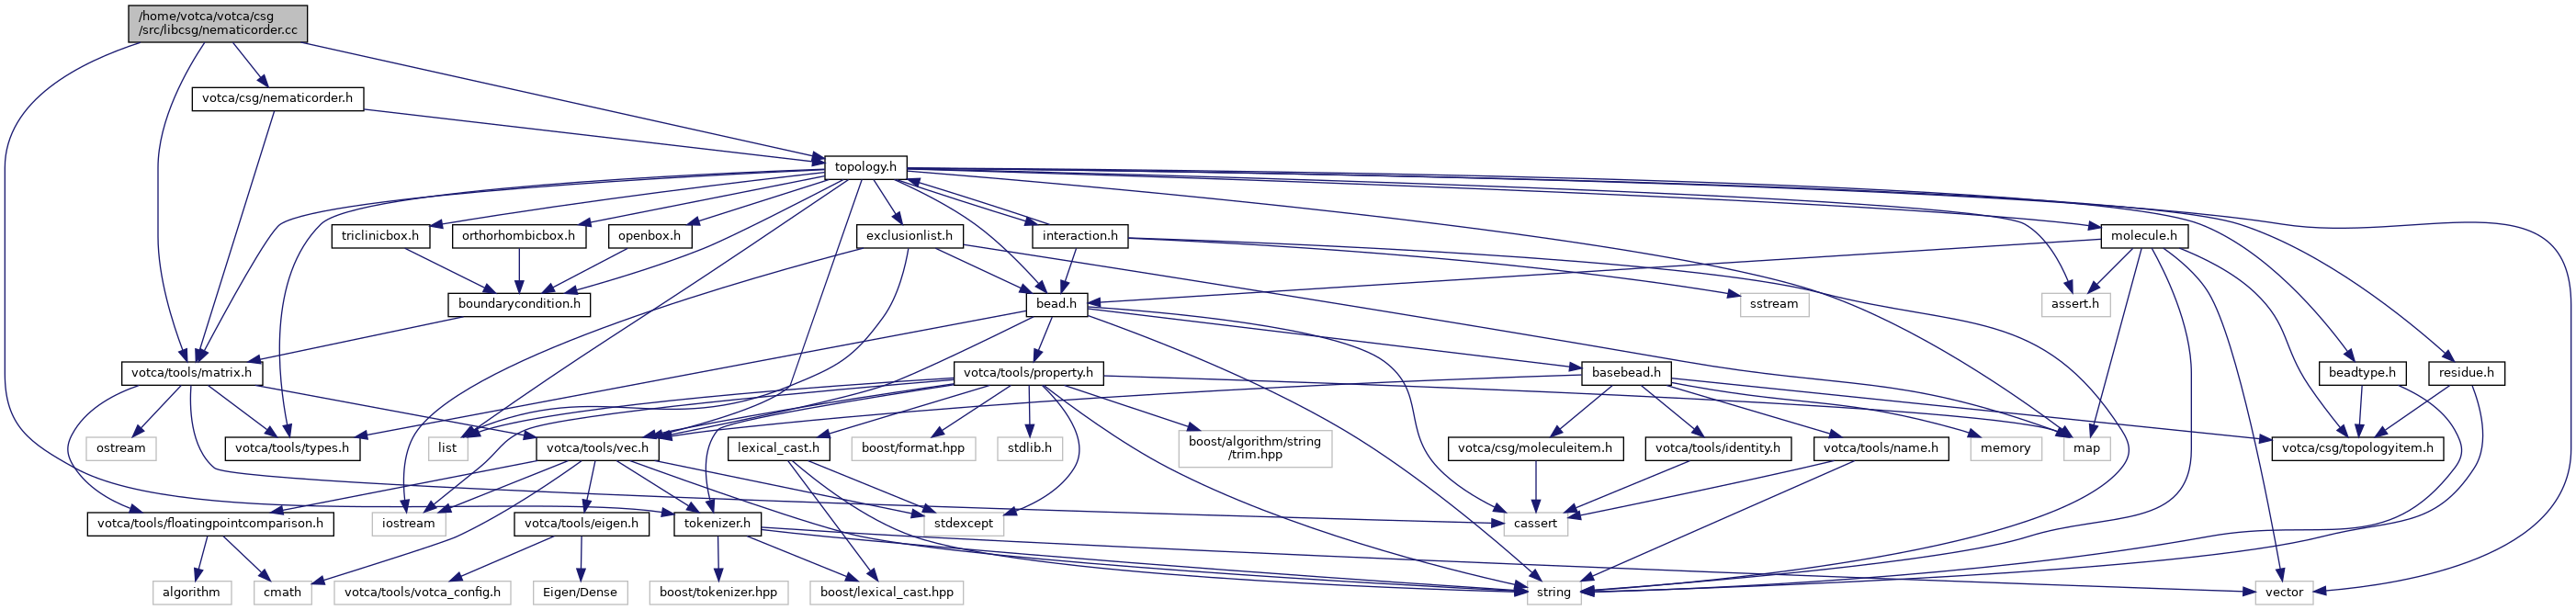 /home/votca/votca/csg
/src/libcsg/nematicorder.cc
votca/csg/nematicorder.h
topology.h
triclinicbox.h
orthorhombicbox.h
openbox.h
exclusionlist.h
interaction.h
molecule.h
boundarycondition.h
bead.h
sstream
assert.h
votca/tools/matrix.h
votca/tools/property.h
basebead.h
beadtype.h
residue.h
ostream
votca/tools/types.h
list
votca/tools/vec.h
lexical_cast.h
boost/format.hpp
stdlib.h
boost/algorithm/string
/trim.hpp
votca/csg/moleculeitem.h
votca/tools/identity.h
votca/tools/name.h
memory
map
votca/csg/topologyitem.h
votca/tools/floatingpointcomparison.h
iostream
votca/tools/eigen.h
tokenizer.h
stdexcept
cassert
algorithm
cmath
votca/tools/votca_config.h
Eigen/Dense
boost/tokenizer.hpp
boost/lexical_cast.hpp
string
vector